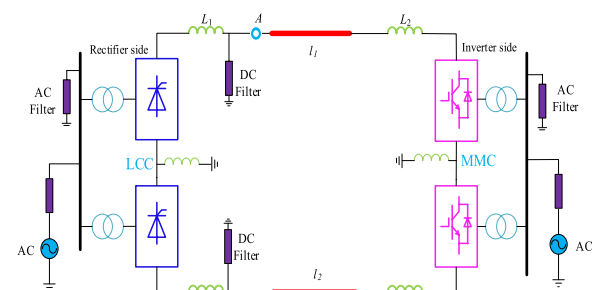 L1
A
L2
Rectifier side
l1
Inverter side
DC
Filter
AC
Filter
AC
Filter
LCC
MMC
DC
Filter
AC
AC
l2